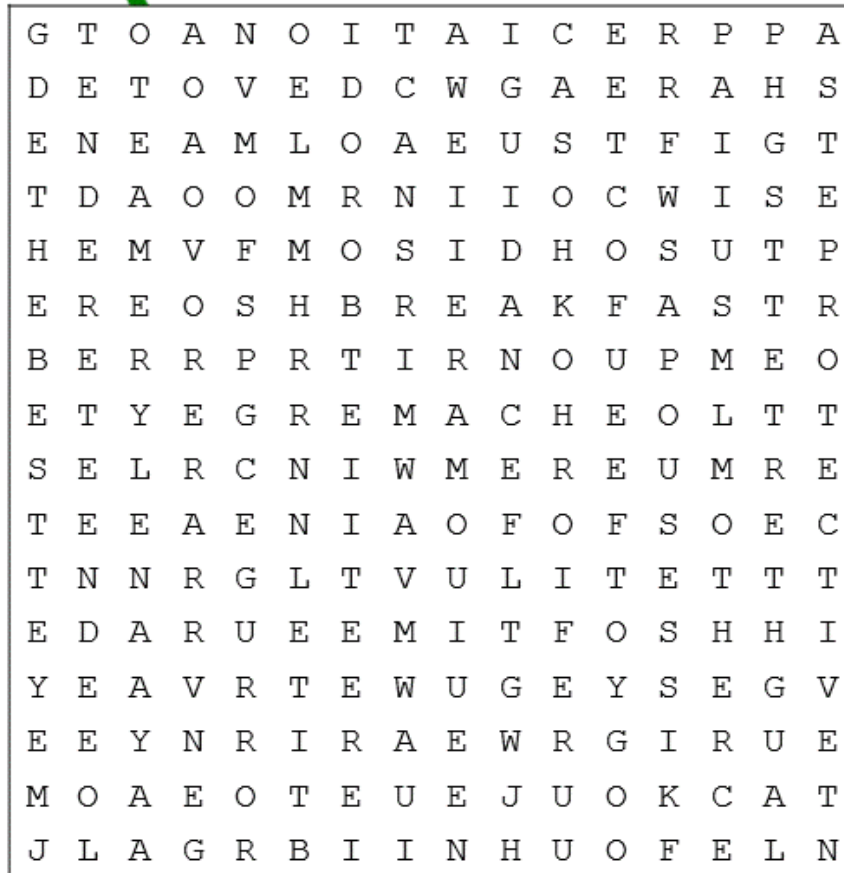 G T O A N O I T A I C E R P P A
D E T O V E D C W G A E R A H S
E N E A M L O A E U S T F I G T
T D A O O M R N I I O C W I S E
H E M V F M O S I D H O S U T P
E R E O S H B R E A K F A S T R
B E R R P R T I R N O U P M E O
E T Y E G R E M A C H E O L T T
S E L R C N I W M E R E U M R E
T E E A E N I A O F O F S O E C
T N N R G L T V U L I T E T T T
E D A R U E E M I T F O S H H I
Y E A V R T E W U G E Y S E G V
E E Y N R I R A E W R G I R U E
M O A E O T E U E J U O K C A T
J L A G R B I I N H U O F E L N